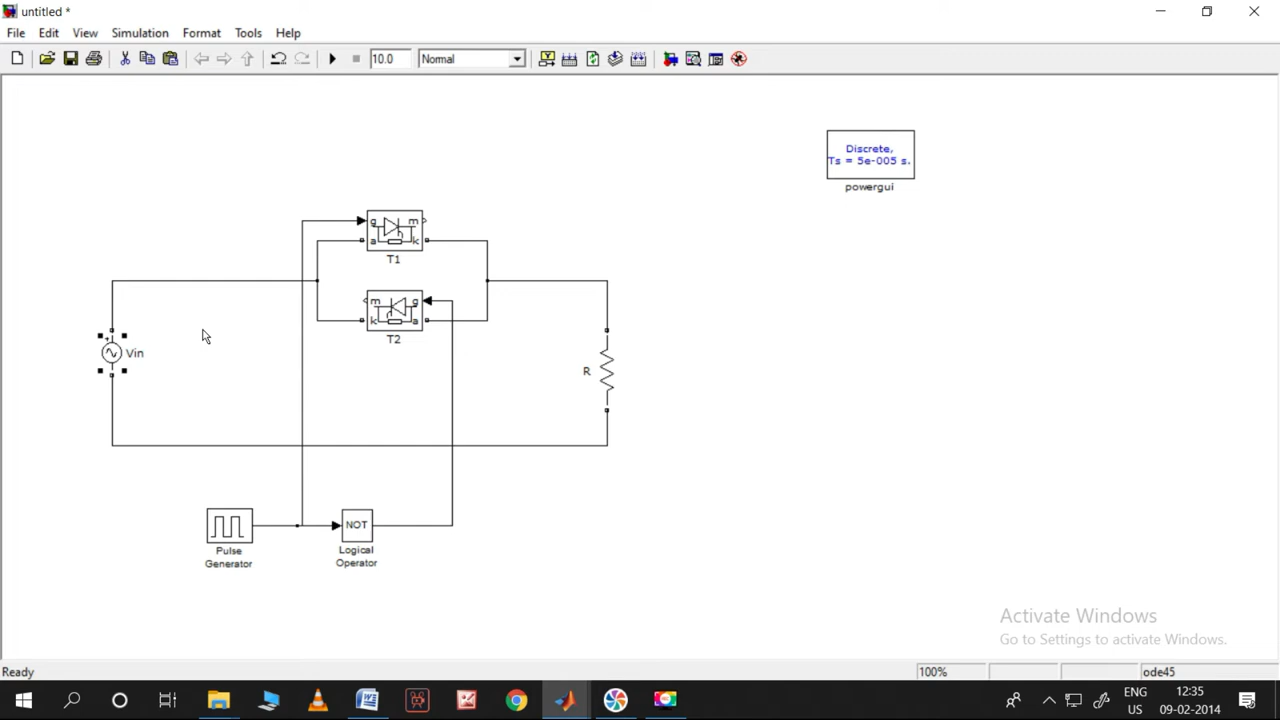 untitled *
File Edit View Simulation Format Tools Help
10.0 Normal
Discrete,
Ts = 5e-005 s.
powergui
g m
a k
T1
m g
k a
T2
+
Vin
R
NOT
Pulse
Generator
Logical
Operator
Activate Windows
Go to Settings to activate Windows.
Ready 100% ode45
ENG
US
12:35
09-02-2014